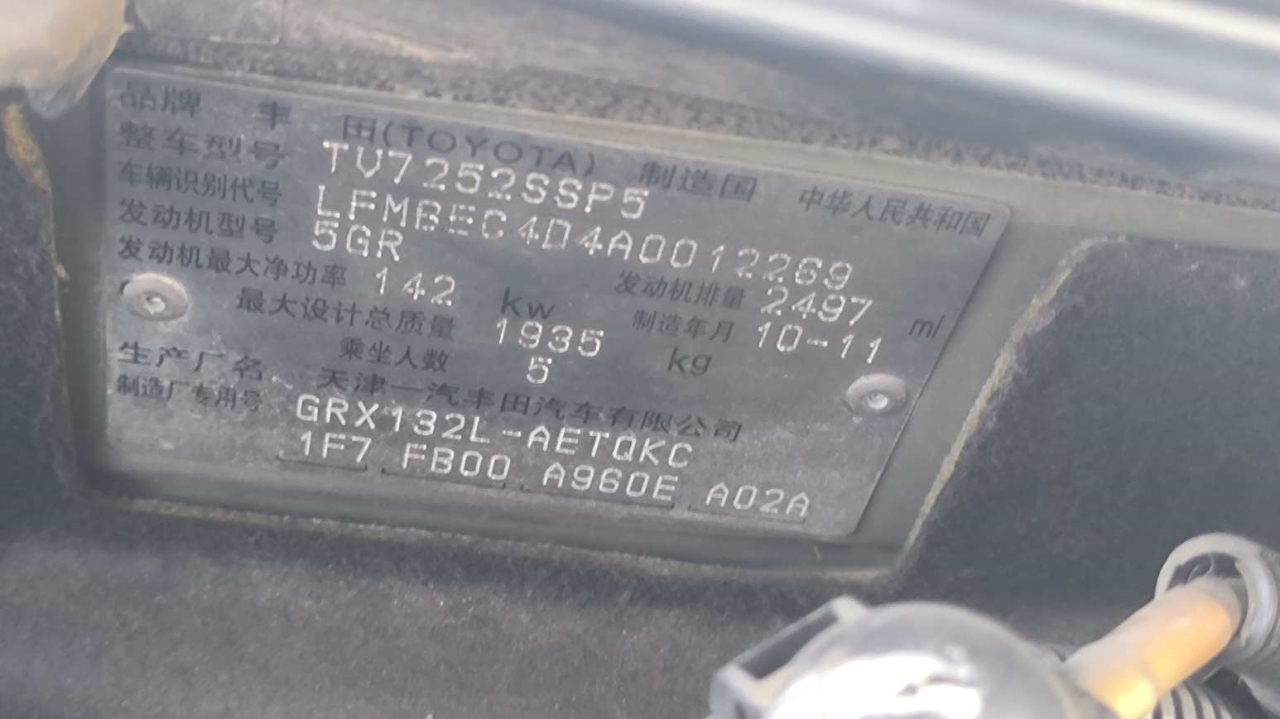 品牌 丰 田(TOYOTA) 制造国 中华人民共和国
整车型号 TV7252SSP5
车辆识别代号 LFMBEC4D4A0012269
发动机型号 5GR 发动机排量 2497 ml
发动机最大净功率 142 kw 制造年月 10-11
最大设计总质量 1935 kg
乘坐人数 5
生产厂名 天津一汽丰田汽车有限公司
制造厂专用号 GRX132L-AETQKC
1F7 FB00 A960E A02A